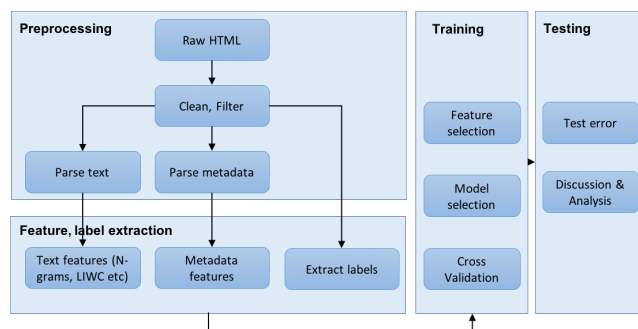 Preprocessing
Raw HTML
Clean, Filter
Parse text
Parse metadata
Feature, label extraction
Text features (N-
grams, LIWC etc)
Metadata
features
Extract labels
Training
Feature
selection
Model
selection
Cross
Validation
Testing
Test error
Discussion &
Analysis